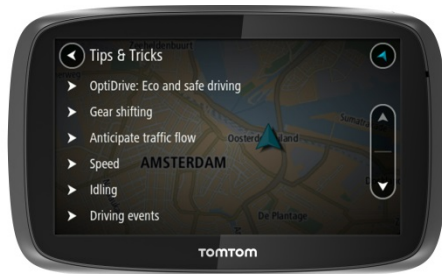 Tips & Tricks
OptiDrive: Eco and safe driving
Gear shifting
Anticipate traffic flow
Speed
Idling
Driving events
AMSTERDAM
De Plantage
TOMTOM